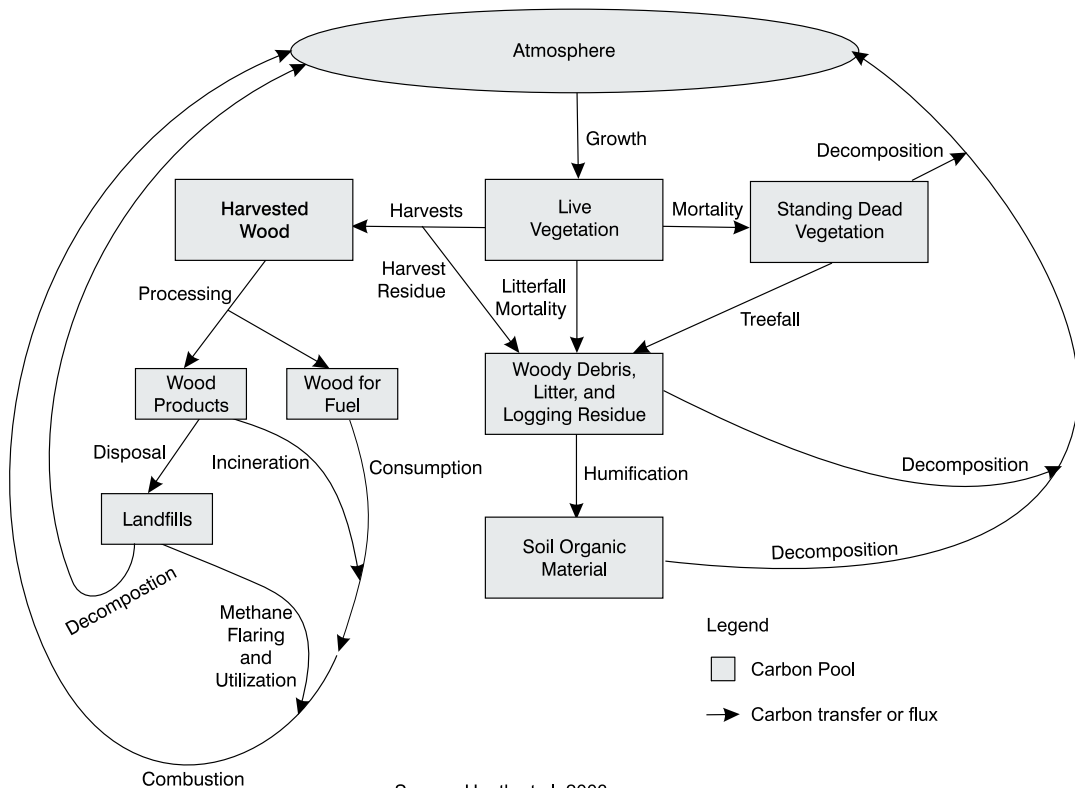 Atmosphere
Growth
Decomposition
Harvested
Wood
Harvests
Live
Vegetation
Mortality
Standing Dead
Vegetation
Harvest
Residue
Litterfall
Mortality
Treefall
Processing
Wood
Products
Wood for
Fuel
Woody Debris,
Litter, and
Logging Residue
Disposal
Incineration
Consumption
Decomposition
Humification
Landfills
Soil Organic
Material
Decomposition
Decompostion
Methane
Flaring
and
Utilization
Combustion
Legend
Carbon Pool
Carbon transfer or flux